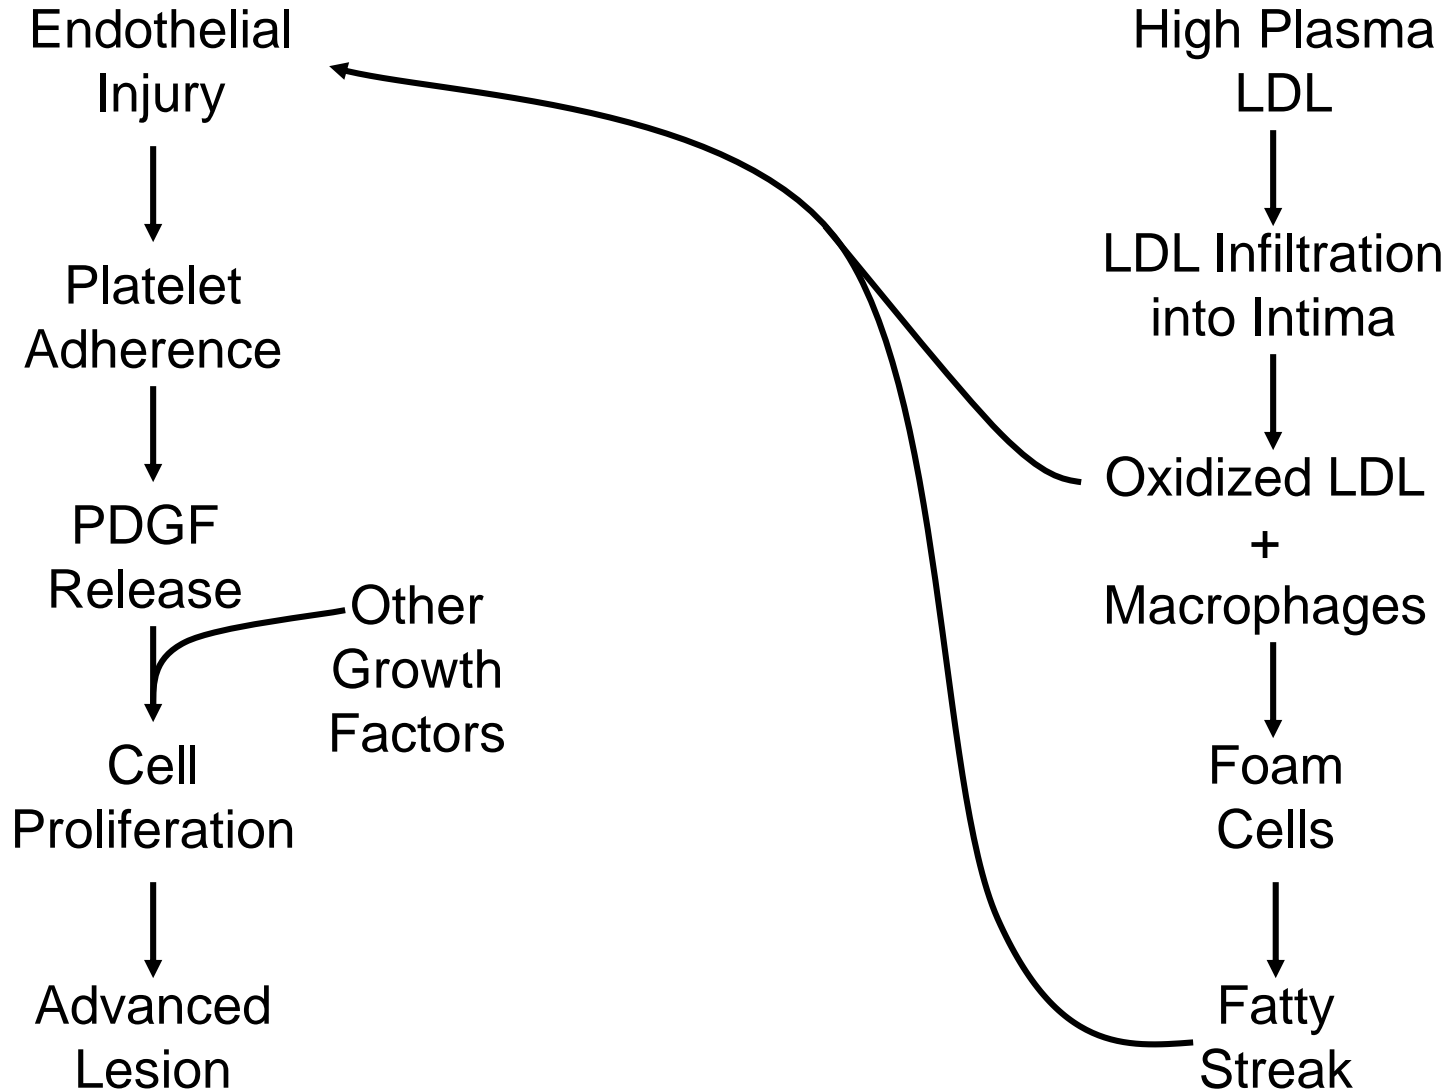 Endothelial
Injury
Platelet
Adherence
PDGF
Release
Other
Growth
Factors
Cell
Proliferation
Advanced
Lesion
High Plasma
LDL
LDL Infiltration
into Intima
Oxidized LDL
+
Macrophages
Foam
Cells
Fatty
Streak